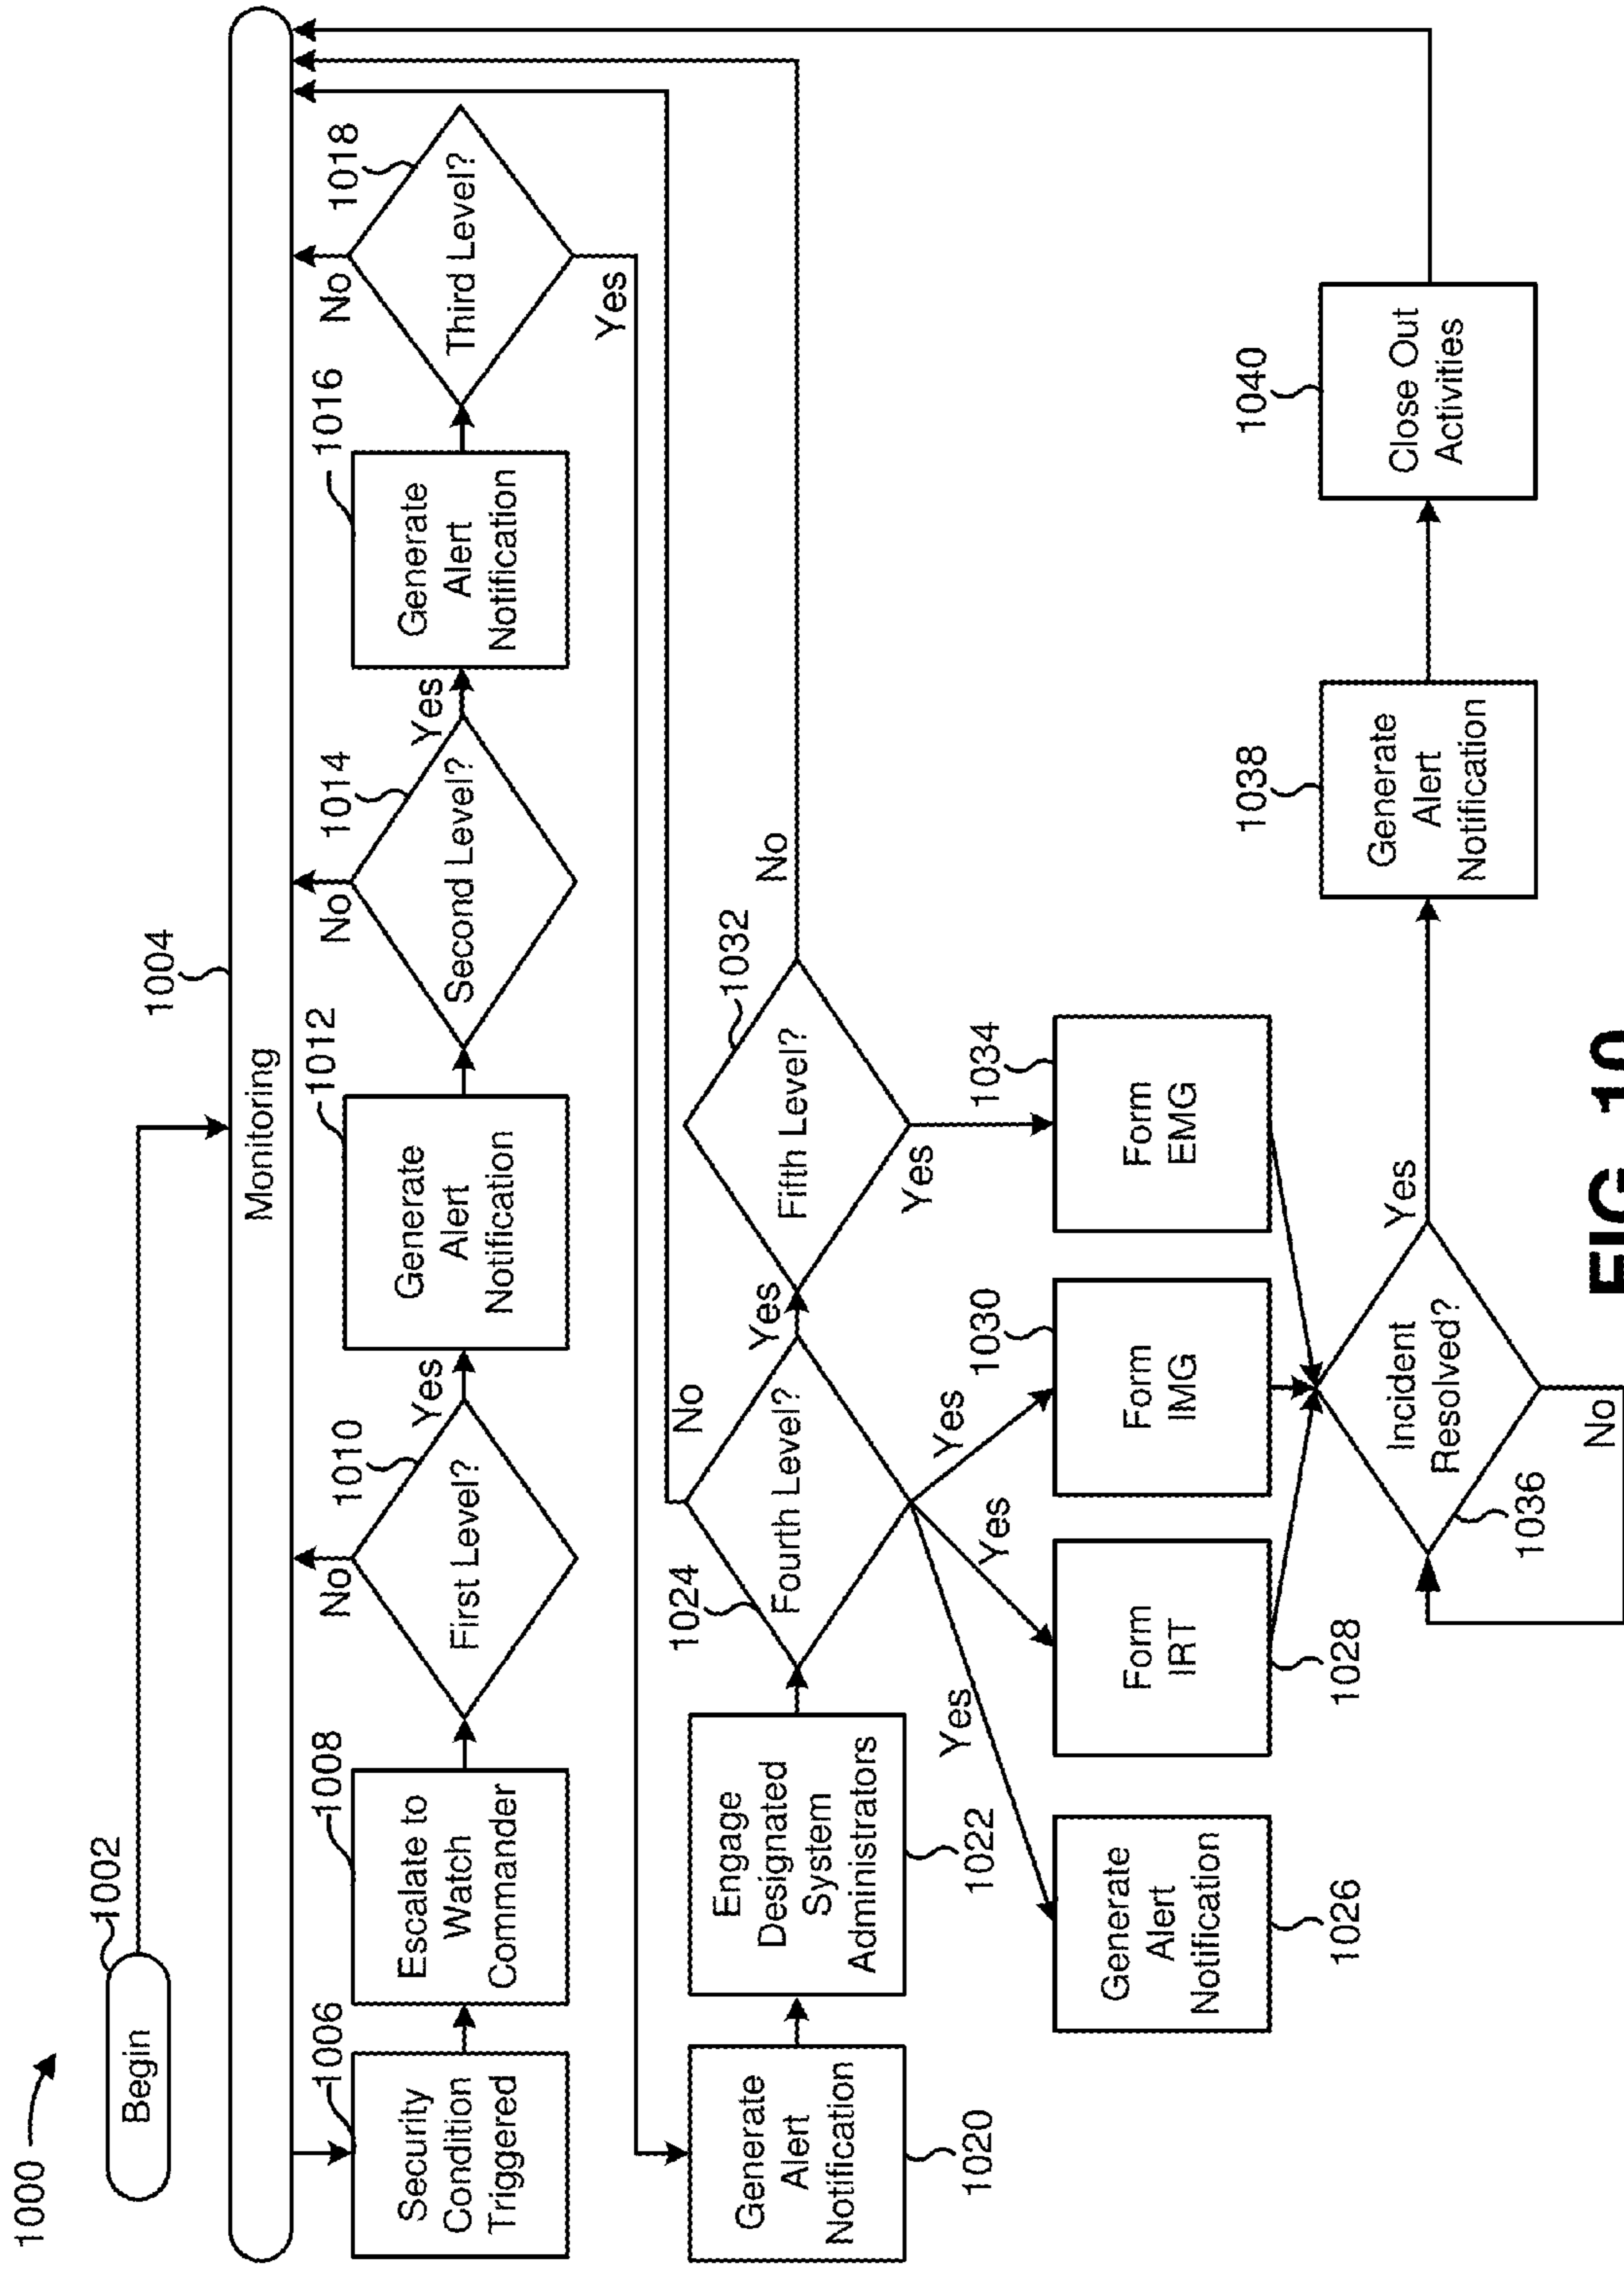 1000
Begin
1002
1004
Monitoring
1006
Security
Condition
Triggered
1008
Escalate to
Watch
Commander
1010
First Level?
No
Yes
1012
Generate
Alert
Notification
1014
Second Level?
No
Yes
1016
Generate
Alert
Notification
1018
Third Level?
No
Yes
Generate
Alert
Notification
1020
Engage
Designated
System
Administrators
1022
1024
Fourth Level?
No
Yes
Yes
Yes
Yes
1032
Fifth Level?
No
Yes
Generate
Alert
Notification
1026
Form
IRT
1028
1030
Form
IMG
1034
Form
EMG
Incident
Resolved?
1036
No
Yes
1038
Generate
Alert
Notification
1040
Close Out
Activities
FIG. 10